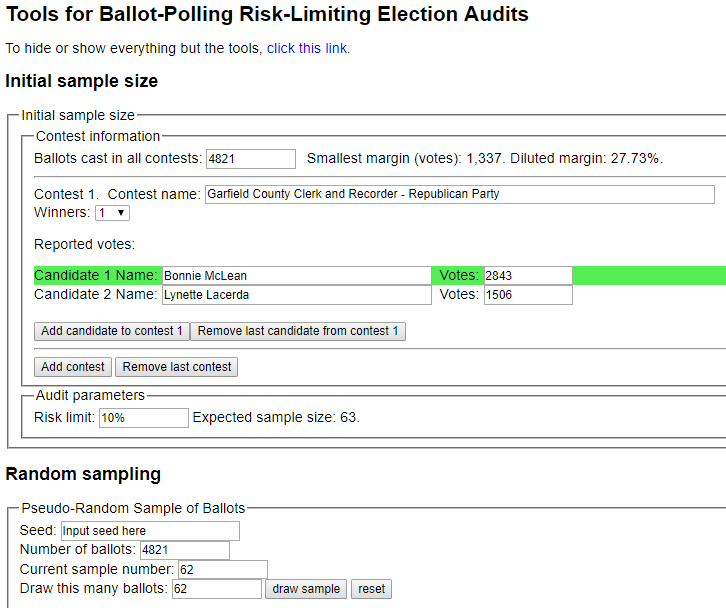 Tools for Ballot-Polling Risk-Limiting Election Audits
To hide or show everything but the tools, click this link.
Initial sample size
Initial sample size
Contest information
Ballots cast in all contests: 4821 Smallest margin (votes): 1,337. Diluted margin: 27.73%.
Contest 1. Contest name: Garfield County Clerk and Recorder - Republican Party
Winners: 1
Reported votes:
Candidate 1 Name: Bonnie McLean Votes: 2843
Candidate 2 Name: Lynette Lacerda Votes: 1506
Add candidate to contest 1 Remove last candidate from contest 1
Add contest Remove last contest
Audit parameters
Risk limit: 10% Expected sample size: 63.
Random sampling
Pseudo-Random Sample of Ballots
Seed: Input seed here
Number of ballots: 4821
Current sample number: 62
Draw this many ballots: 62 draw sample reset